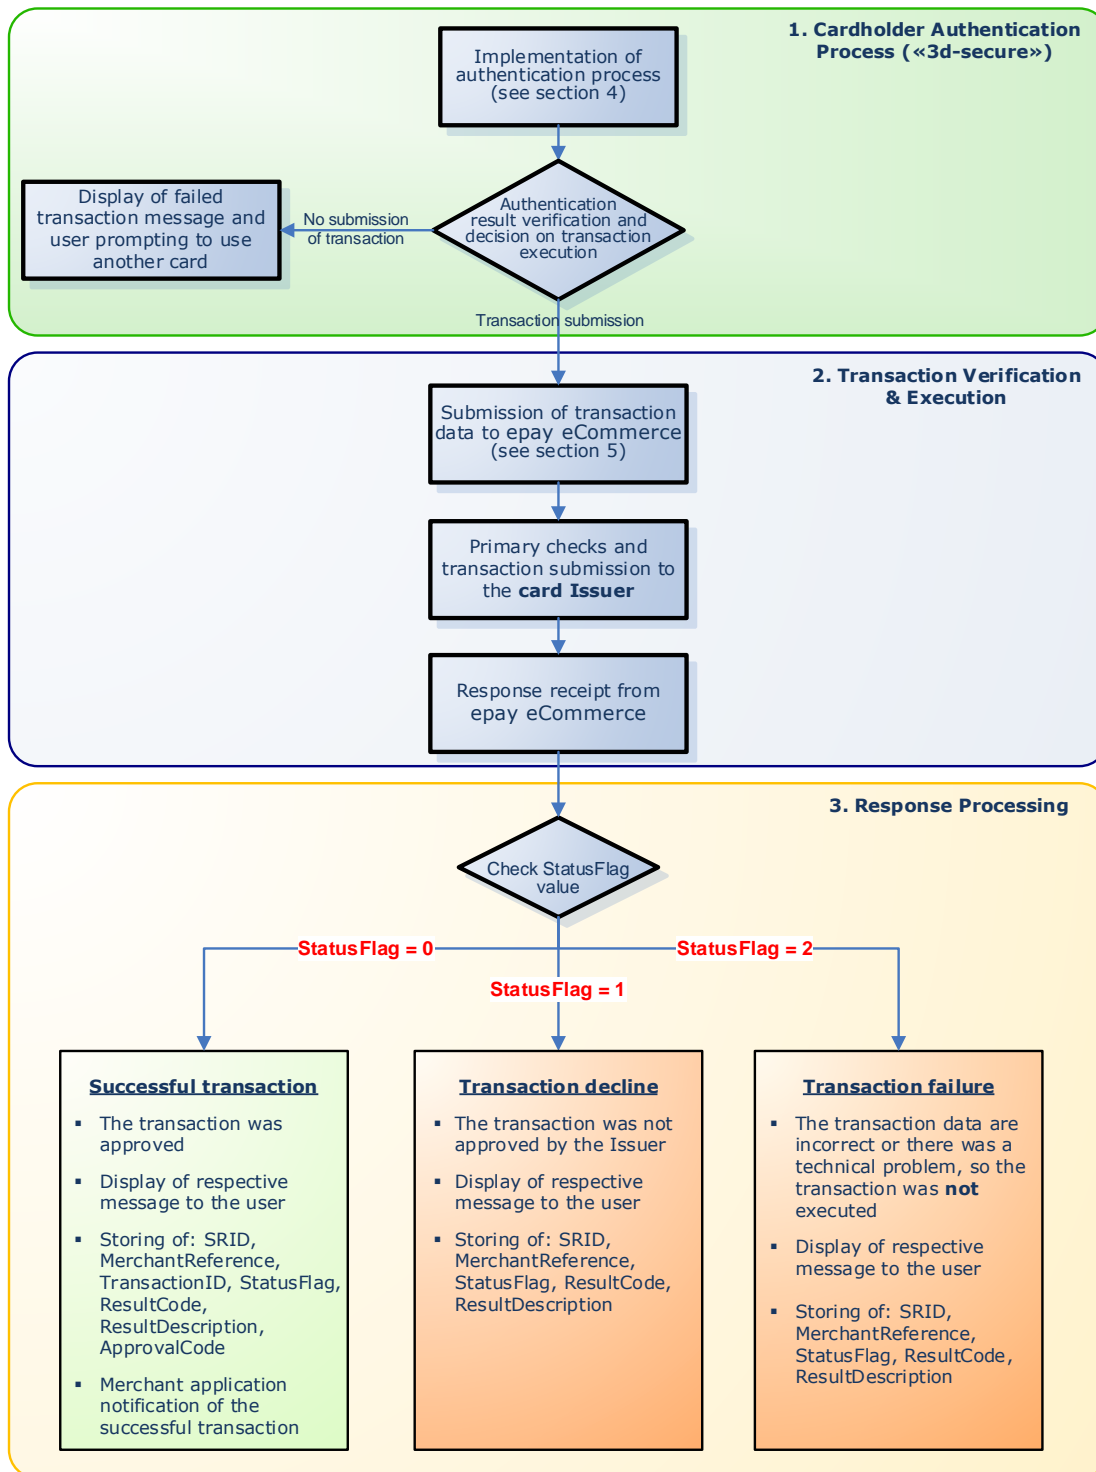 1. Cardholder Authentication
Process («3d-secure»)
Implementation of
authentication process
(see section 4)
Authentication
result verification and
decision on transaction
execution
No submission
of transaction
Display of failed
transaction message and
user prompting to use
another card
Transaction submission
2. Transaction Verification
& Execution
Submission of transaction
data to epay eCommerce
(see section 5)
Primary checks and
transaction submission to
the card Issuer
Response receipt from
epay eCommerce
3. Response Processing
Check StatusFlag
value
StatusFlag = 0
StatusFlag = 1
StatusFlag = 2
Successful transaction
▪ The transaction was
approved
▪ Display of respective
message to the user
▪ Storing of: SRID,
MerchantReference,
TransactionID, StatusFlag,
ResultCode,
ResultDescription,
ApprovalCode
▪ Merchant application
notification of the
successful transaction
Transaction decline
▪ The transaction was not
approved by the Issuer
▪ Display of respective
message to the user
▪ Storing of: SRID,
MerchantReference,
StatusFlag, ResultCode,
ResultDescription
Transaction failure
▪ The transaction data are
incorrect or there was a
technical problem, so the
transaction was not
executed
▪ Display of respective
message to the user
▪ Storing of: SRID,
MerchantReference,
StatusFlag, ResultCode,
ResultDescription